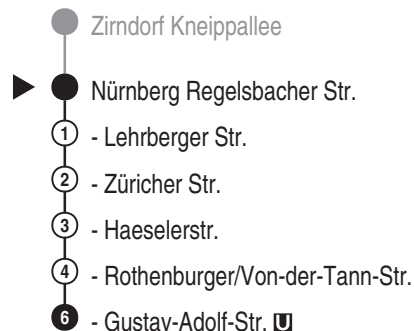 Zirndorf Kneippallee
Nürnberg Regelsbacher Str.
1 - Lehrberger Str.
2 - Züricher Str.
3 - Haeselerstr.
4 - Rothenburger/Von-der-Tann-Str.
6 - Gustav-Adolf-Str. U